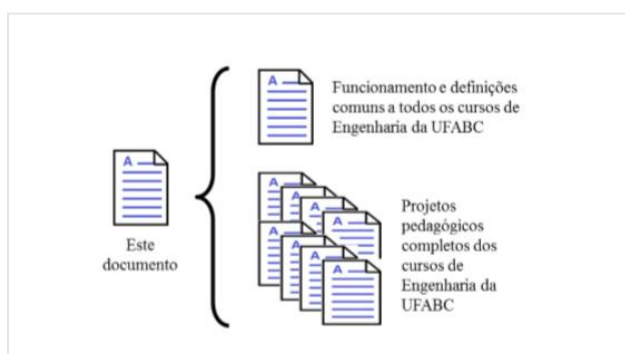 A
Funcionamento e definições
comuns a todos os cursos de
Engenharia da UFABC
A
Este
documento
A
A
A
A
A
A
A
A
Projetos
pedagógicos
completos dos
cursos de
Engenharia da
UFABC